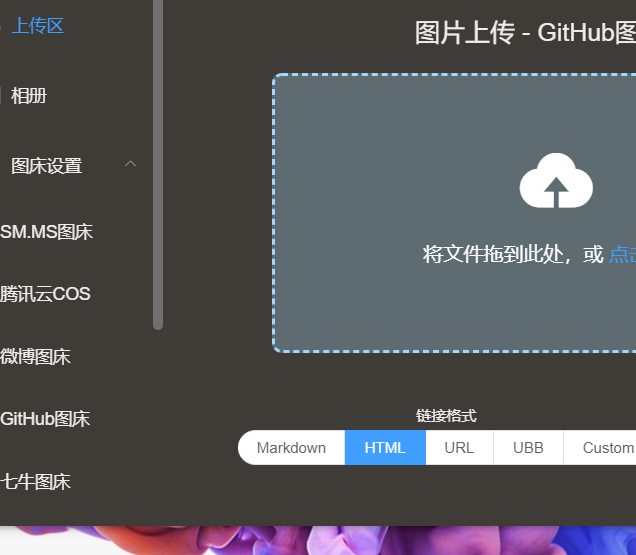 上传区
相册
图床设置
SM.MS图床
腾讯云COS
微博图床
GitHub图床
七牛图床
图片上传 - GitHub图
将文件拖到此处，或 点击
链接格式
Markdown HTML URL UBB Custom